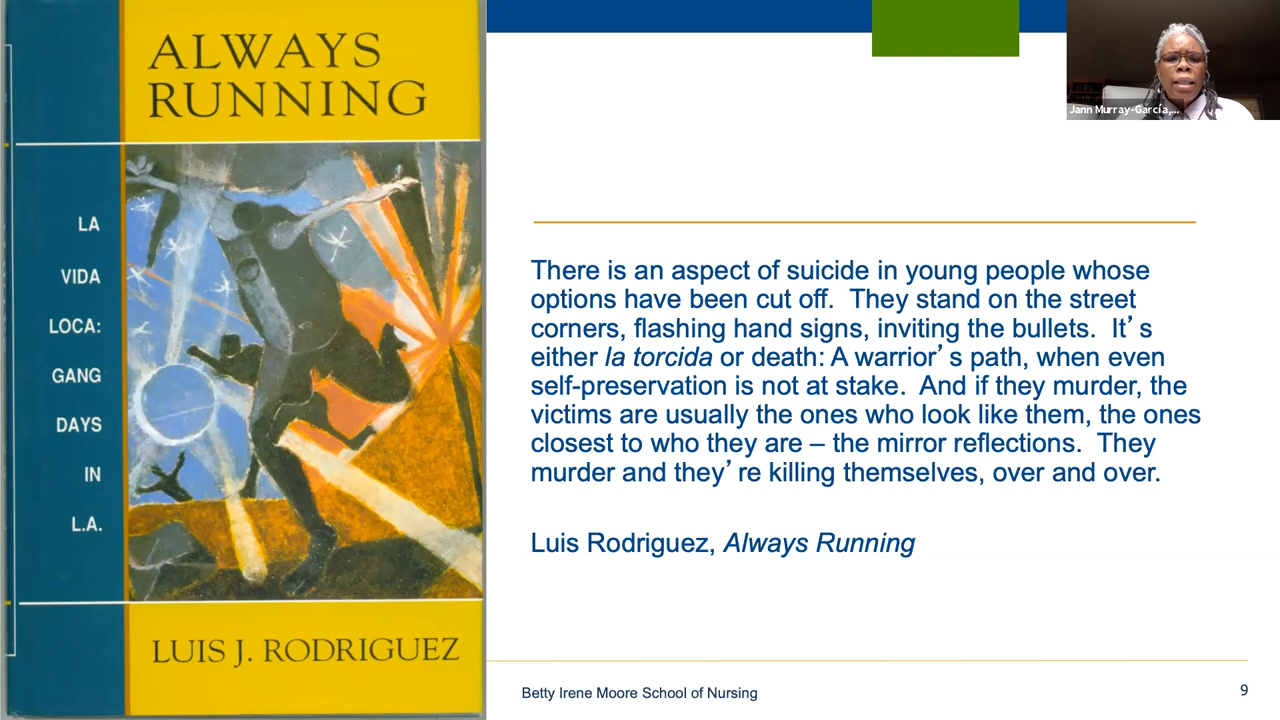 ALWAYS
RUNNING
LA
VIDA
LOCA:
GANG
DAYS
IN
L.A.
LUIS J. RODRIGUEZ
Jann Murray-García,...
There is an aspect of suicide in young people whose
options have been cut off. They stand on the street
corners, flashing hand signs, inviting the bullets. It’s
either la torcida or death: A warrior’s path, when even
self-preservation is not at stake. And if they murder, the
victims are usually the ones who look like them, the ones
closest to who they are – the mirror reflections. They
murder and they’re killing themselves, over and over.
Luis Rodriguez, Always Running
Betty Irene Moore School of Nursing
9